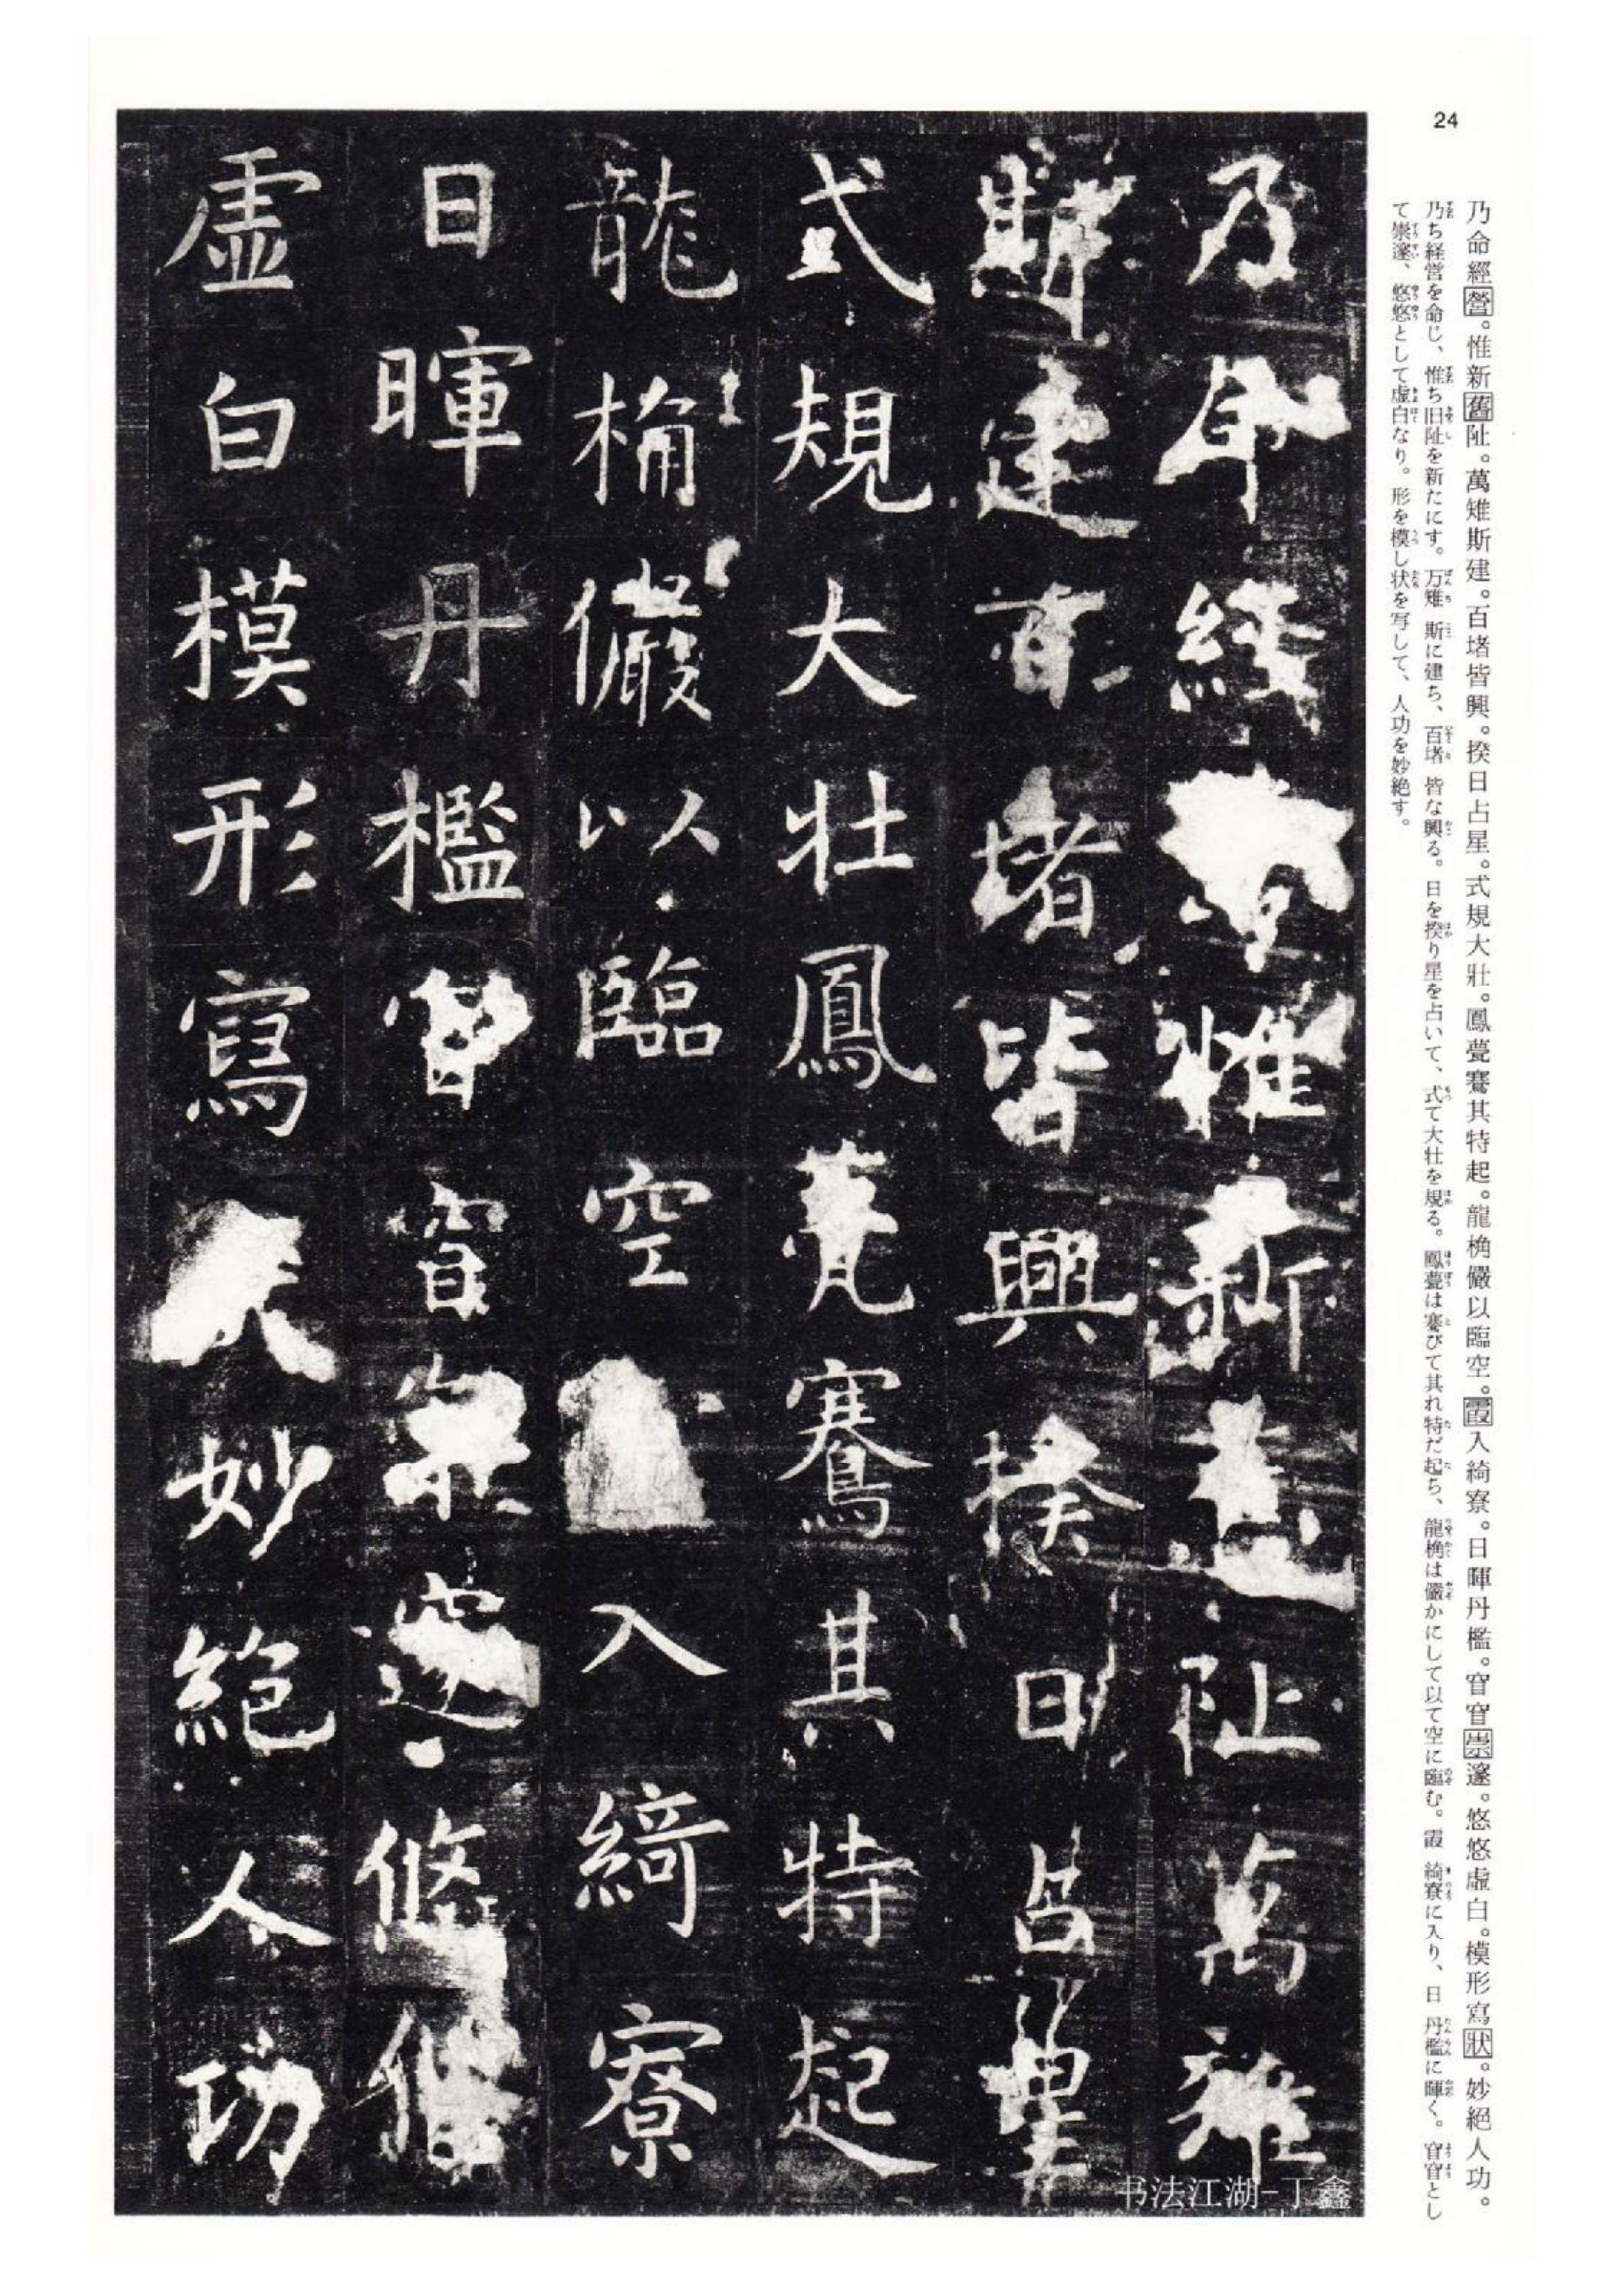 24
乃命經營。惟新舊阯。萬雉斯建。百堵皆興。揆日占星。式規大壯。鳳甍騫其特起。龍桷儼以臨空。霞入綺寮。日暉丹檻。窅窅崇邃。悠悠虛白。模形寫狀。妙絕人功。
乃ち経営を命じ、惟ち旧阯を新たにす。万雉 斯に建ち、百堵 皆な興る。日を揆り星を占いて、式て大壮を規る。鳳甍は騫びて其れ特だ起ち、龍桷は儼かにして以て空に臨む。霞 綺寮に入り、日 丹檻に暉く。窅窅とし
て崇邃、悠悠として虚白なり。形を模し状を写して、人功を妙絶す。
乃命經 惟新舊阯萬雉
斯建百堵皆興揆日占星
式規大壯鳳甍騫其特起
龍桷儼以臨空 入綺寮
日暉丹檻窅窅崇邃悠悠
虛白模形寫 妙絕人功
书法江湖-丁鑫